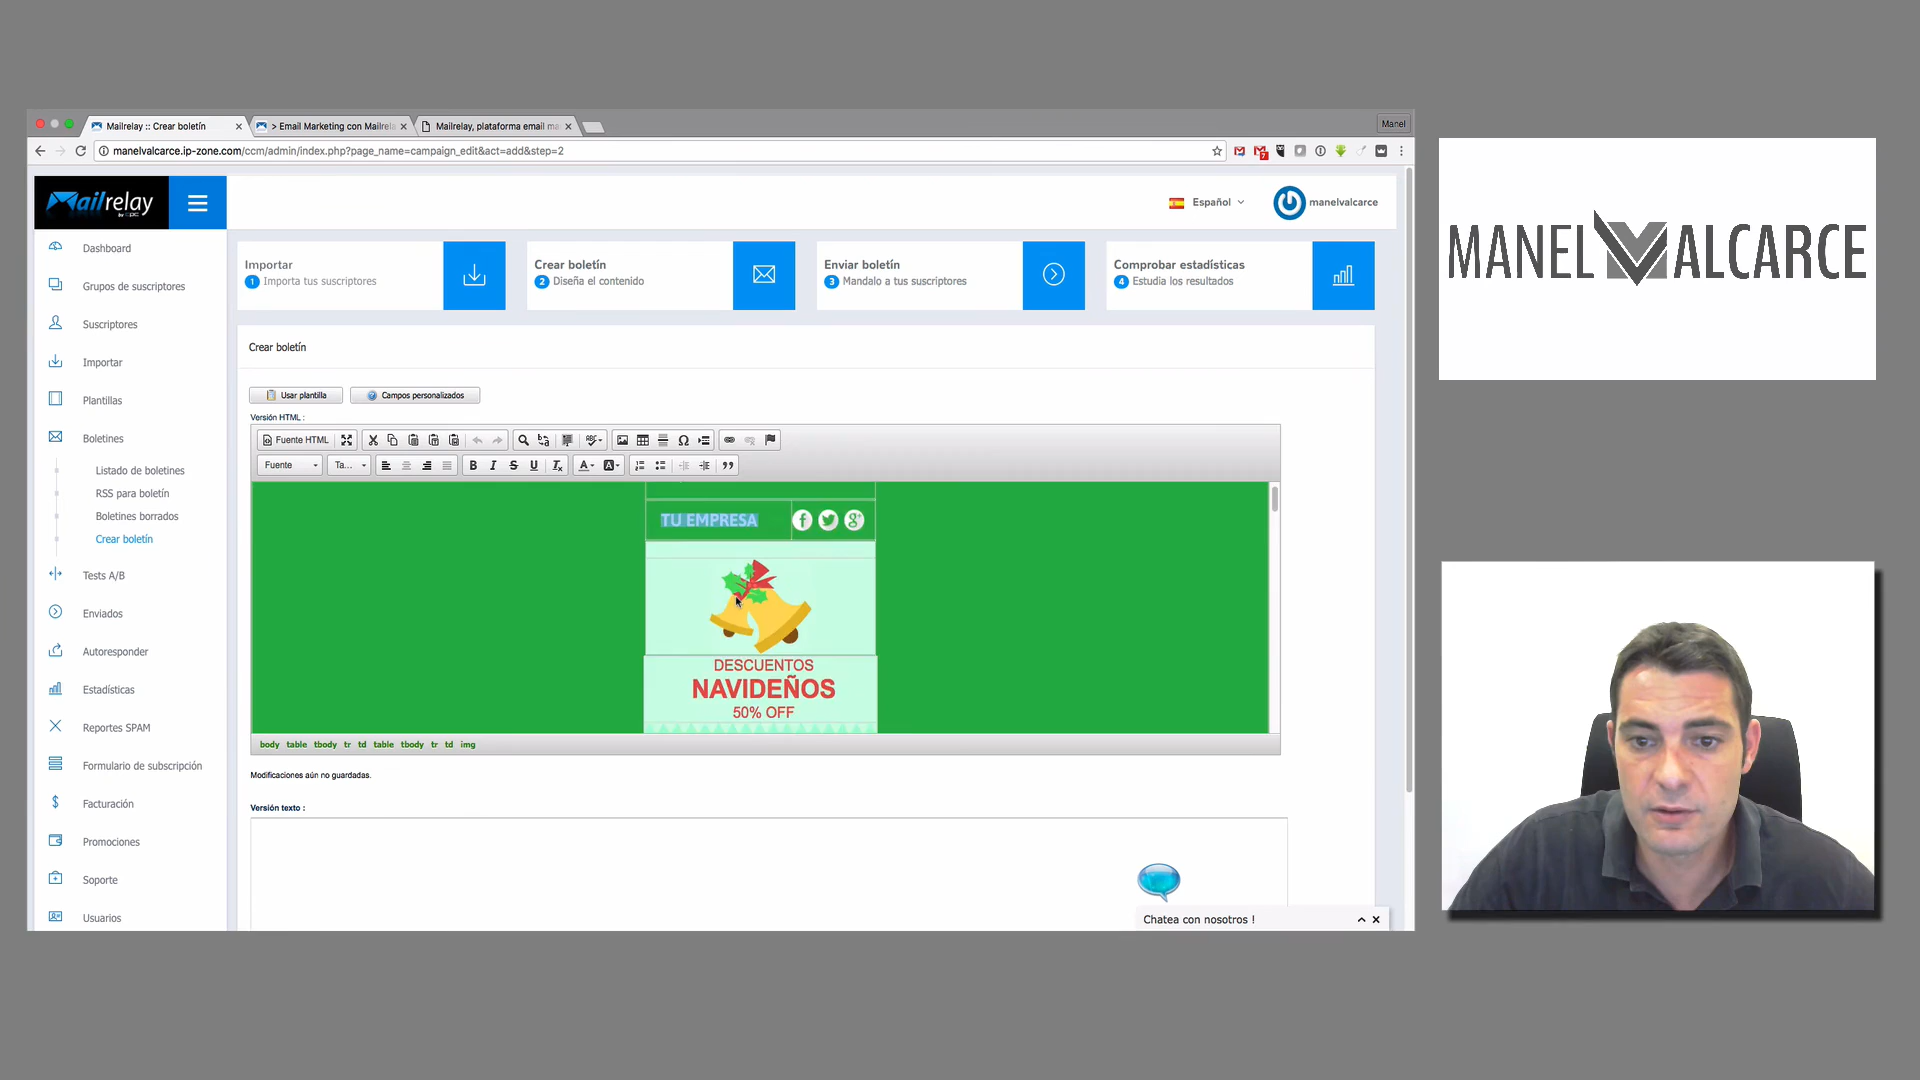 Mailrelay :: Crear boletín
> Email Marketing con Mailrela
Mailrelay, plataforma email ma
Manel
manelvalcarce.ip-zone.com/ccm/admin/index.php?page_name=campaign_edit&act=add&step=2
Mailrelay
by cpc
Español
manelvalcarce
MANEL VALCARCE
Dashboard
Grupos de suscriptores
Suscriptores
Importar
Plantillas
Boletines
Listado de boletines
RSS para boletín
Boletines borrados
Crear boletín
Tests A/B
Enviados
Autoresponder
Estadísticas
Reportes SPAM
Formulario de subscripción
Facturación
Promociones
Soporte
Usuarios
Importar
1 Importa tus suscriptores
Crear boletín
2 Diseña el contenido
Enviar boletín
3 Mandalo a tus suscriptores
Comprobar estadísticas
4 Estudia los resultados
Crear boletín
Usar plantilla
Campos personalizados
Versión HTML :
Fuente HTML
Fuente
Ta...
TU EMPRESA
DESCUENTOS
NAVIDEÑOS
50% OFF
body table tbody tr td table tbody tr td img
Modificaciones aún no guardadas.
Versión texto :
Chatea con nosotros !